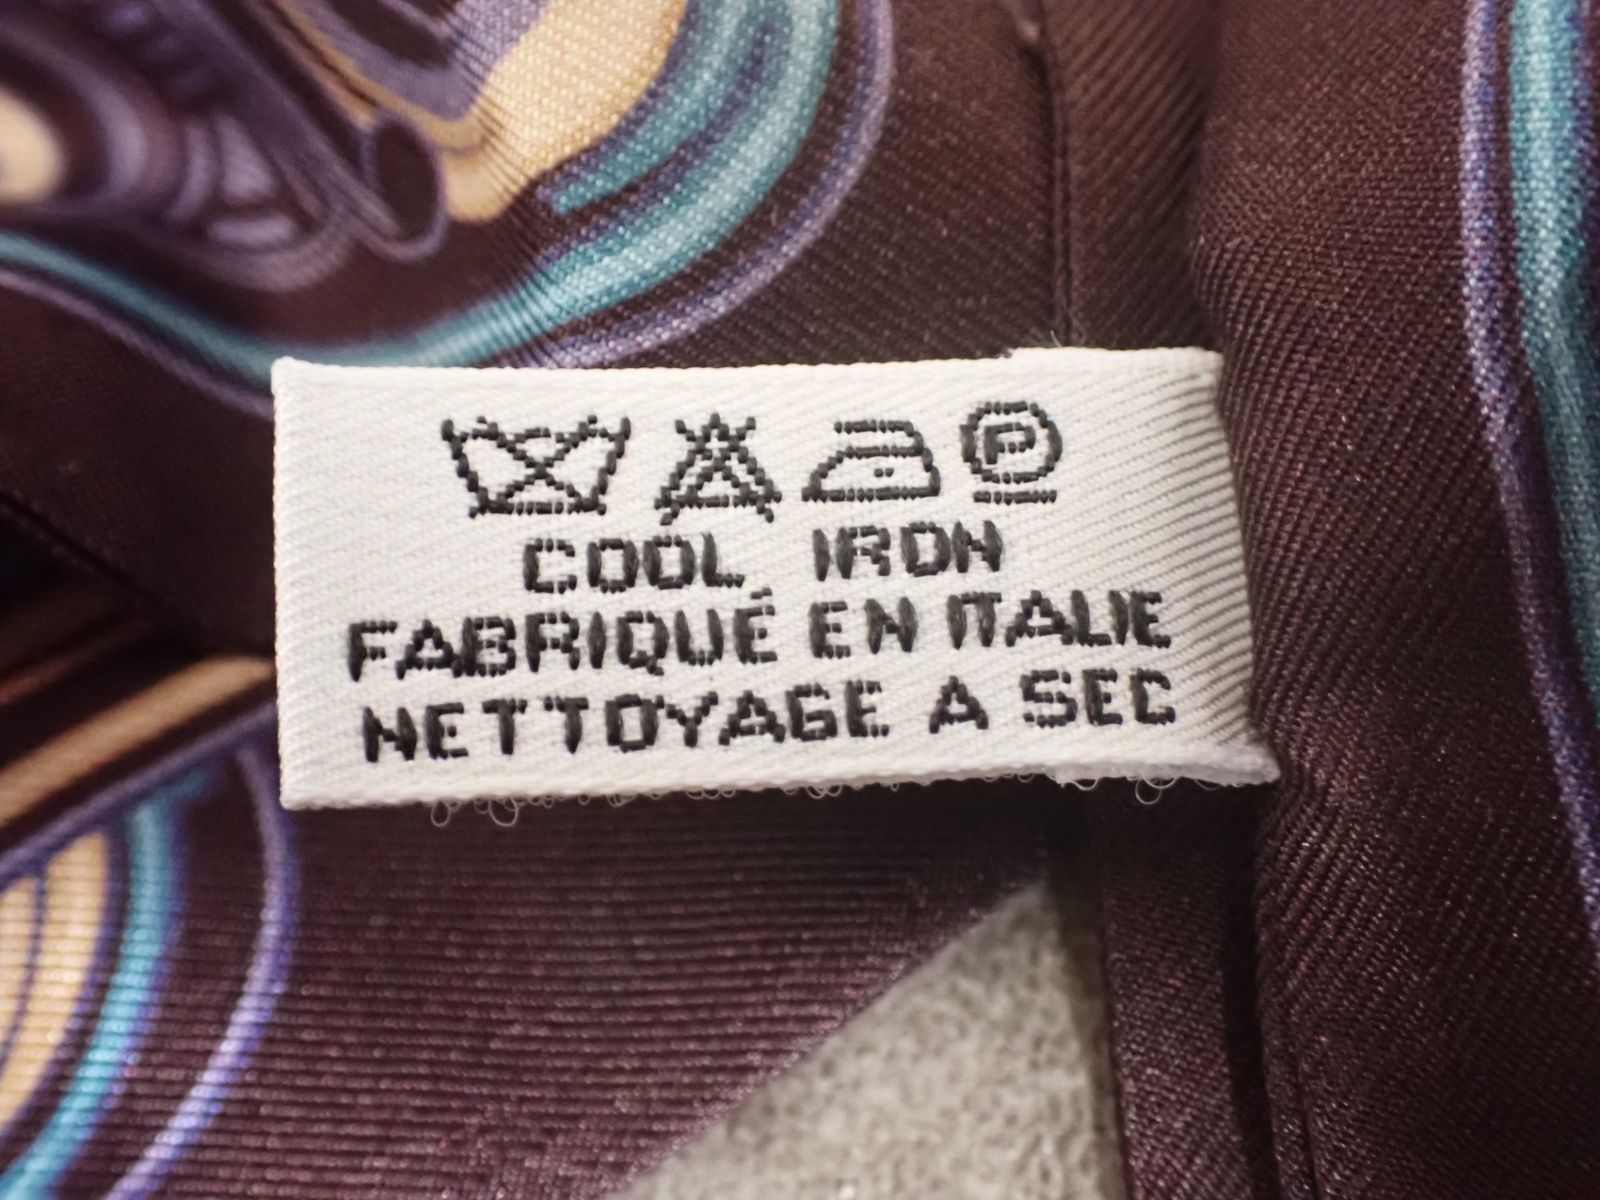 P
COOL IRON
FABRIQUÉ EN ITALIE
NETTOYAGE A SEC